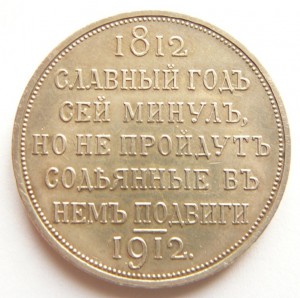 1812
СЛАВНЫЙ ГОДЪ
СЕЙ МИНУЛЪ,
НО НЕ ПРОЙДУТЪ
СОДѢЯННЫЕ ВЪ
НЕМЪ ПОДВИГИ
1912.